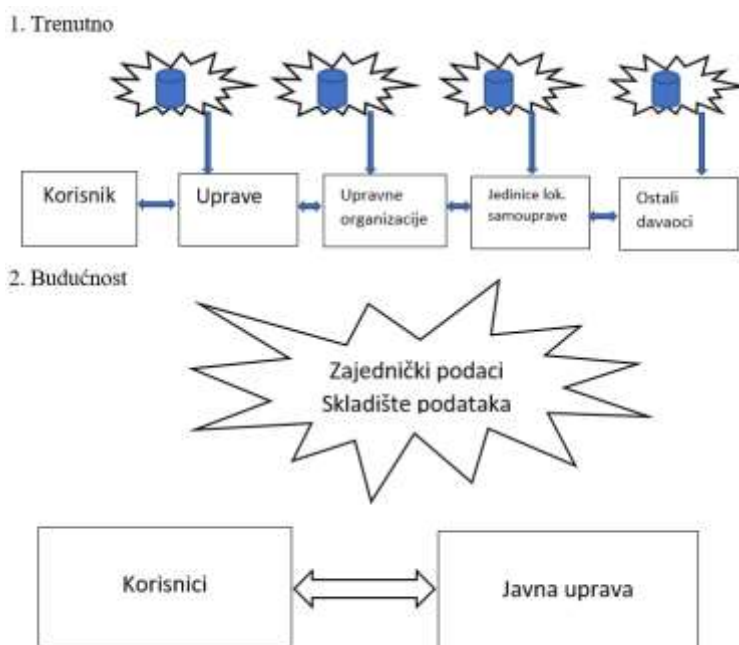 1. Trenutno
Korisnik
Uprave
Upravne
organizacije
Jedinice lok.
samouprave
Ostali
davaoci
2. Budućnost
Zajednički podaci
Skladište podataka
Korisnici
Javna uprava